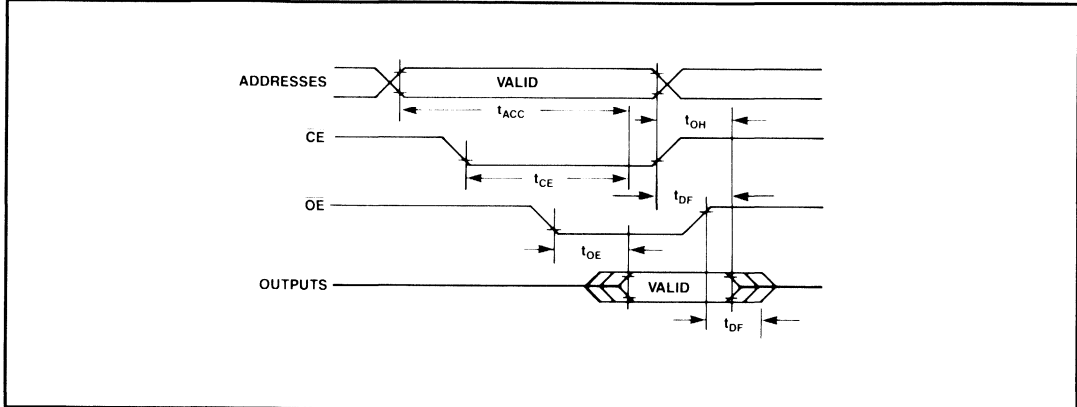 ADDRESSES
VALID
tACC
tOH
CE
tCE
tDF
OE
tOE
OUTPUTS
VALID
tDF